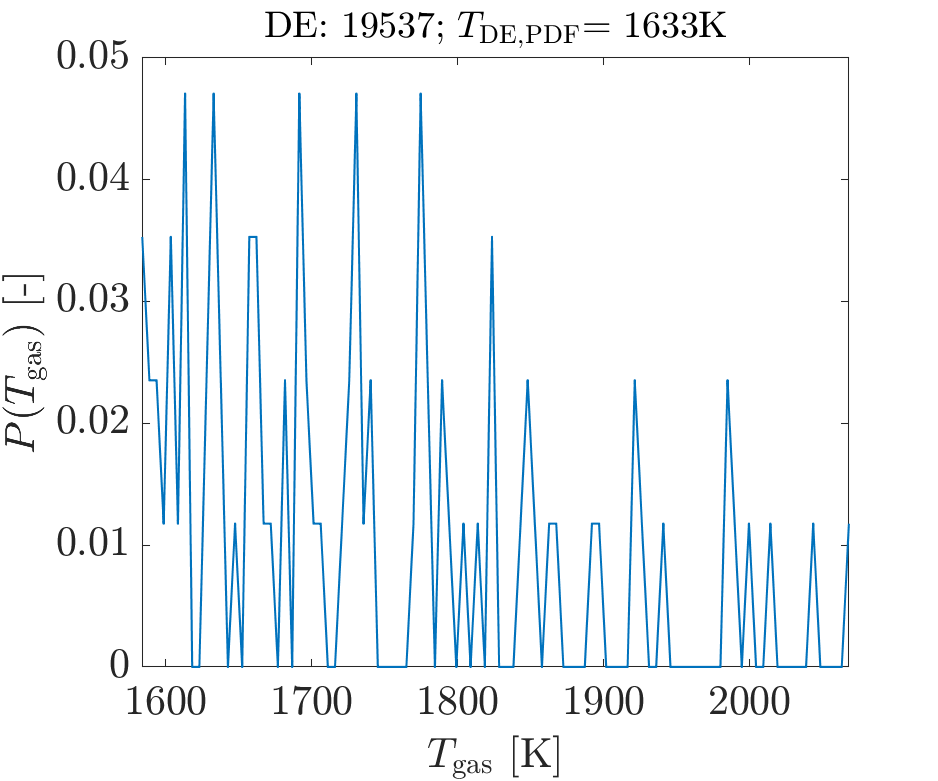 DE: 19537; T_DE,PDF= 1633K
0.05
0.04
0.03
0.02
0.01
0
P(T_gas) [-]
1600 1700 1800 1900 2000
T_gas [K]